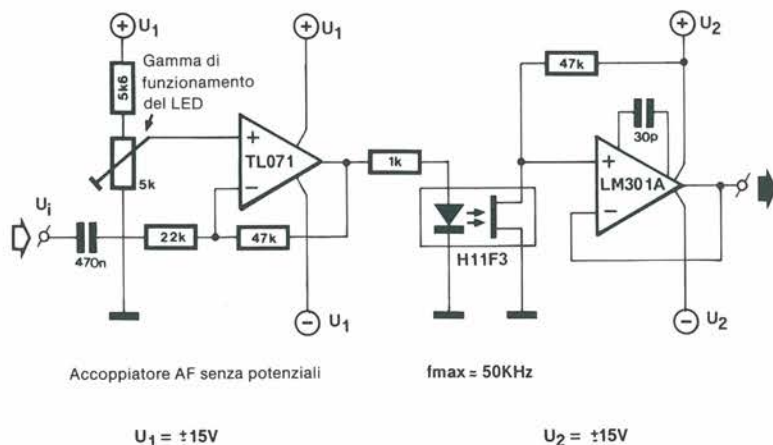 U1
U1
U2
Gamma di
funzionamento
del LED
5k6
47k
30p
+
TL071
−
+
LM301A
−
1k
5k
Ui
22k
47k
470n
H11F3
U1
U2
Accoppiatore AF senza potenziali
fmax = 50KHz
U1 = ±15V
U2 = ±15V